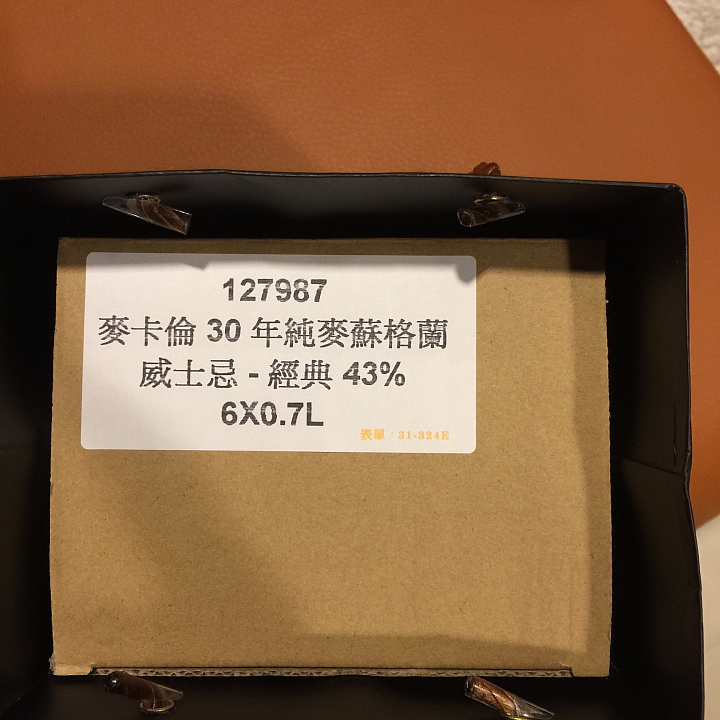 127987
麥卡倫 30 年純麥蘇格蘭
威士忌 - 經典 43%
6X0.7L
表單：31-324E